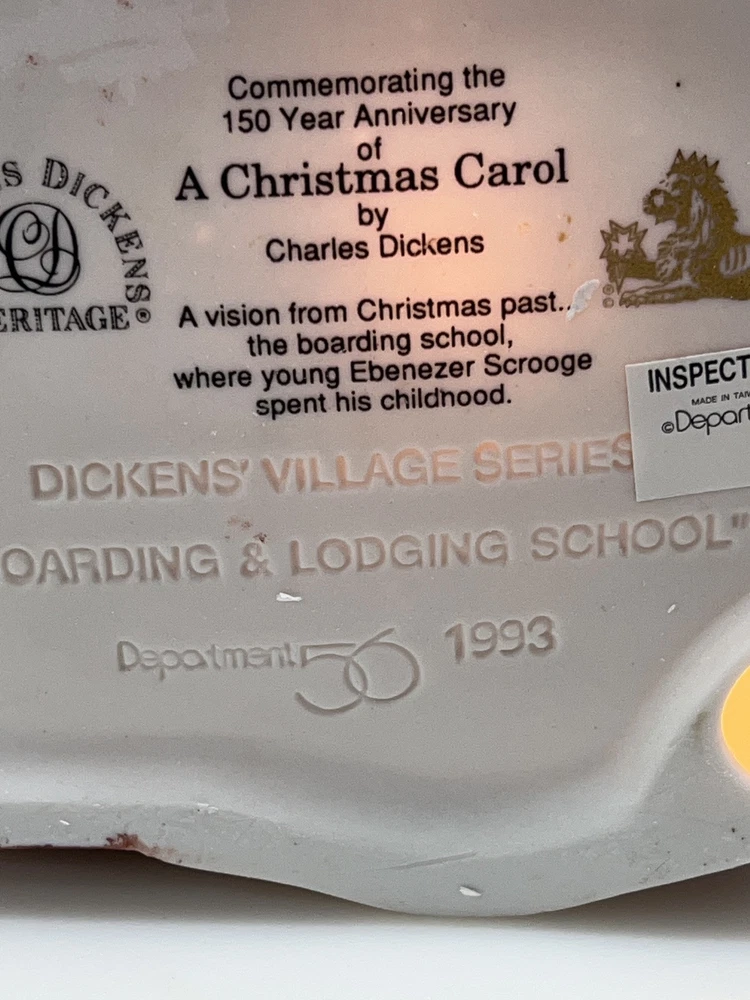 Commemorating the
150 Year Anniversary
of
A Christmas Carol
by
Charles Dickens
A vision from Christmas past..
the boarding school,
where young Ebenezer Scrooge
spent his childhood.
S DICKENS
ERITAGE®
INSPECT
MADE IN TAIW
©Depart
DICKENS' VILLAGE SERIES
OARDING & LODGING SCHOOL"
Department 56 1993